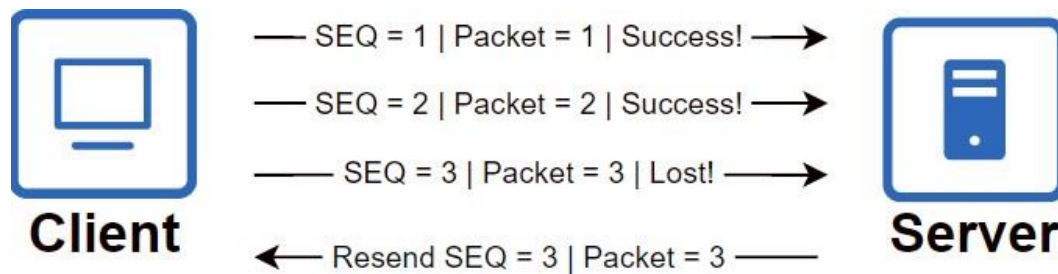 SEQ = 1 | Packet = 1 | Success!
SEQ = 2 | Packet = 2 | Success!
SEQ = 3 | Packet = 3 | Lost!
Resend SEQ = 3 | Packet = 3
Client
Server